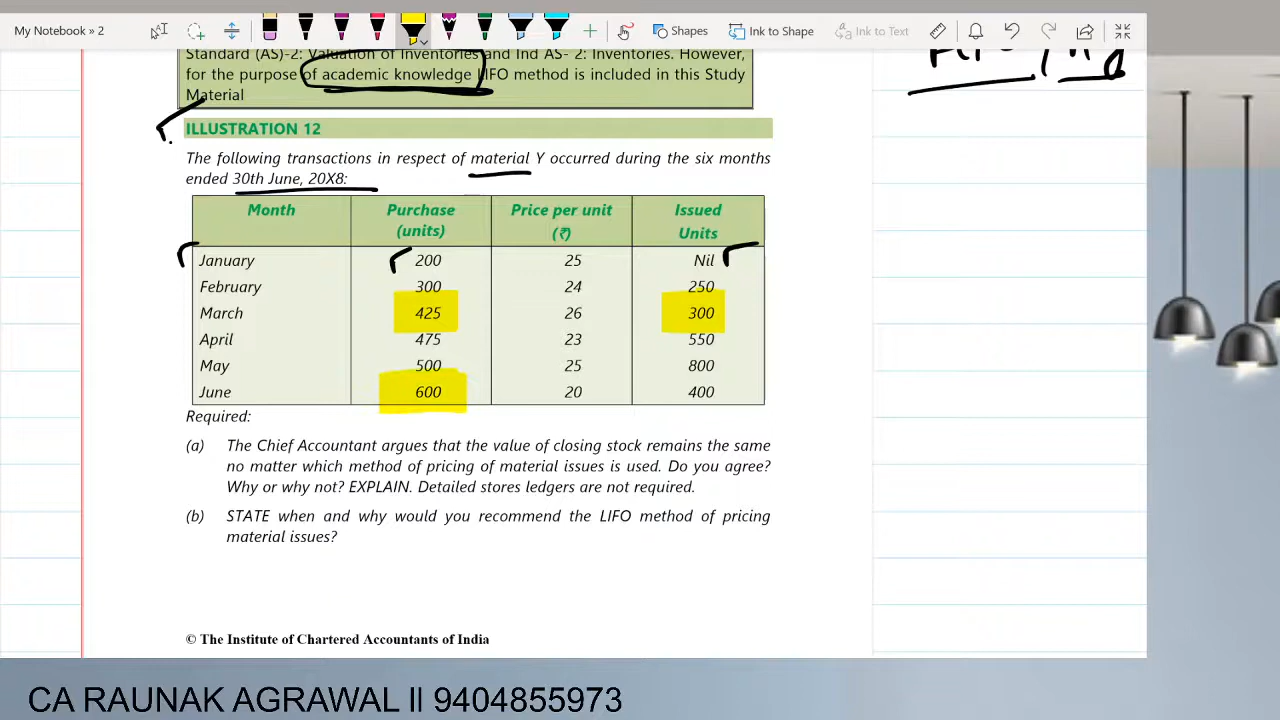 My Notebook » 2
Shapes
Ink to Shape
Ink to Text
Standard (AS)-2: Valuation of Inventories and Ind AS- 2: Inventories. However,
for the purpose of academic knowledge LIFO method is included in this Study
Material
ILLUSTRATION 12
The following transactions in respect of material Y occurred during the six months
ended 30th June, 20X8:
Month Purchase (units) Price per unit (₹) Issued Units
January 200 25 Nil
February 300 24 250
March 425 26 300
April 475 23 550
May 500 25 800
June 600 20 400
Required:
(a) The Chief Accountant argues that the value of closing stock remains the same
no matter which method of pricing of material issues is used. Do you agree?
Why or why not? EXPLAIN. Detailed stores ledgers are not required.
(b) STATE when and why would you recommend the LIFO method of pricing
material issues?
© The Institute of Chartered Accountants of India
CA RAUNAK AGRAWAL II 9404855973